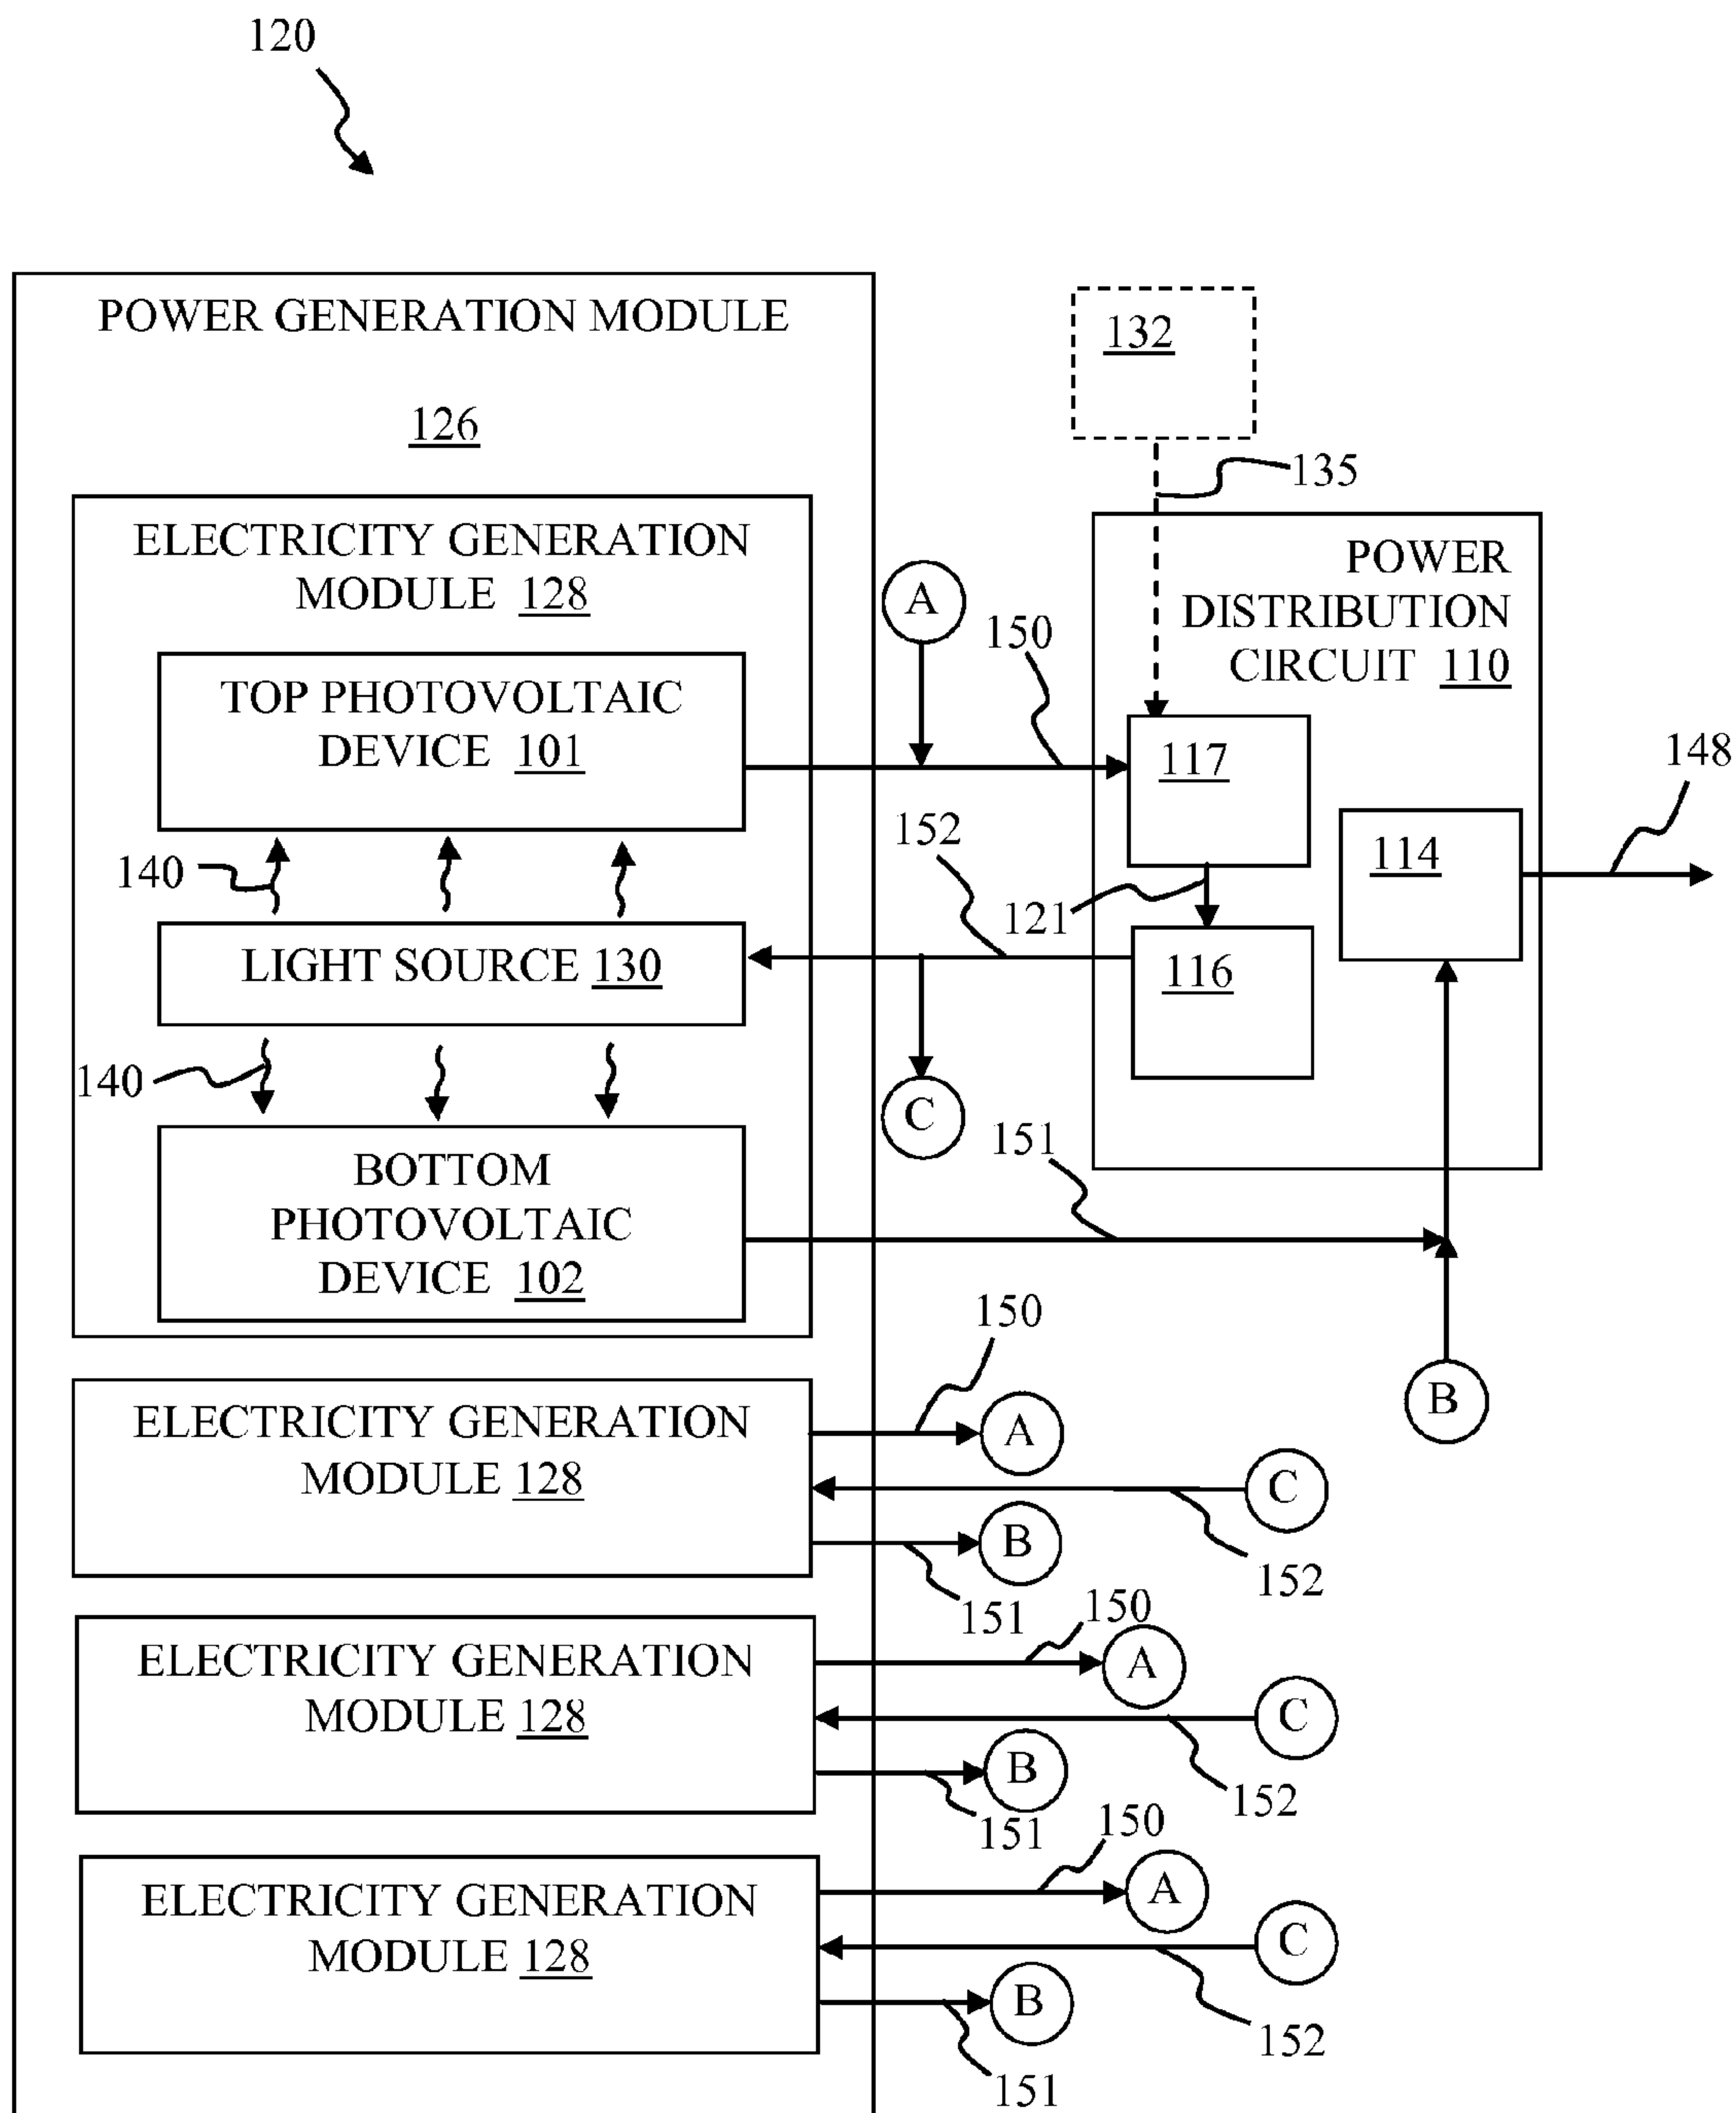 120
POWER GENERATION MODULE
126
132
135
ELECTRICITY GENERATION
MODULE 128
POWER
DISTRIBUTION
CIRCUIT 110
A
150
TOP PHOTOVOLTAIC
DEVICE 101
117
148
152
114
140
121
LIGHT SOURCE 130
116
140
C
151
BOTTOM
PHOTOVOLTAIC
DEVICE 102
150
B
ELECTRICITY GENERATION
MODULE 128
A
C
B
152
151
150
ELECTRICITY GENERATION
MODULE 128
A
C
B
152
151
150
ELECTRICITY GENERATION
MODULE 128
A
C
B
152
151